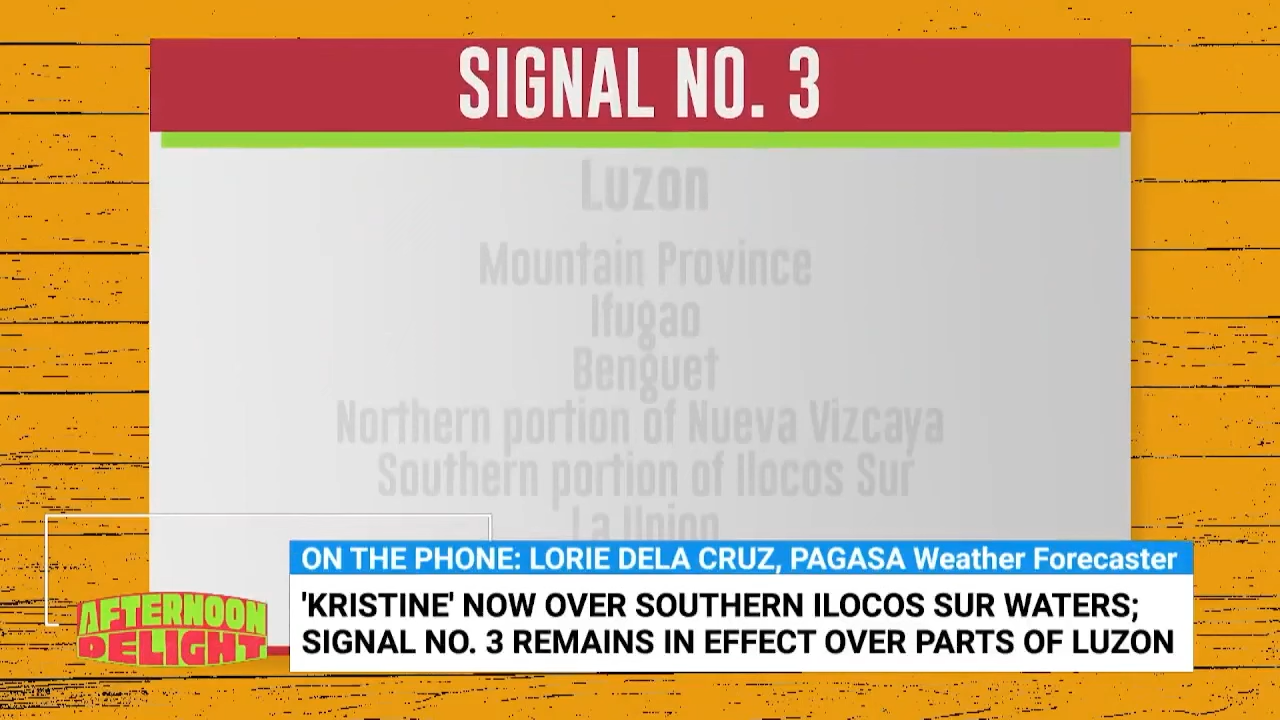 SIGNAL NO. 3
Luzon
Mountain Province
Ifugao
Benguet
Northern portion of Nueva Vizcaya
Southern portion of Ilocos Sur
La Union
ON THE PHONE: LORIE DELA CRUZ, PAGASA Weather Forecaster
'KRISTINE' NOW OVER SOUTHERN ILOCOS SUR WATERS;
SIGNAL NO. 3 REMAINS IN EFFECT OVER PARTS OF LUZON
AFTERNOON
DELIGHT